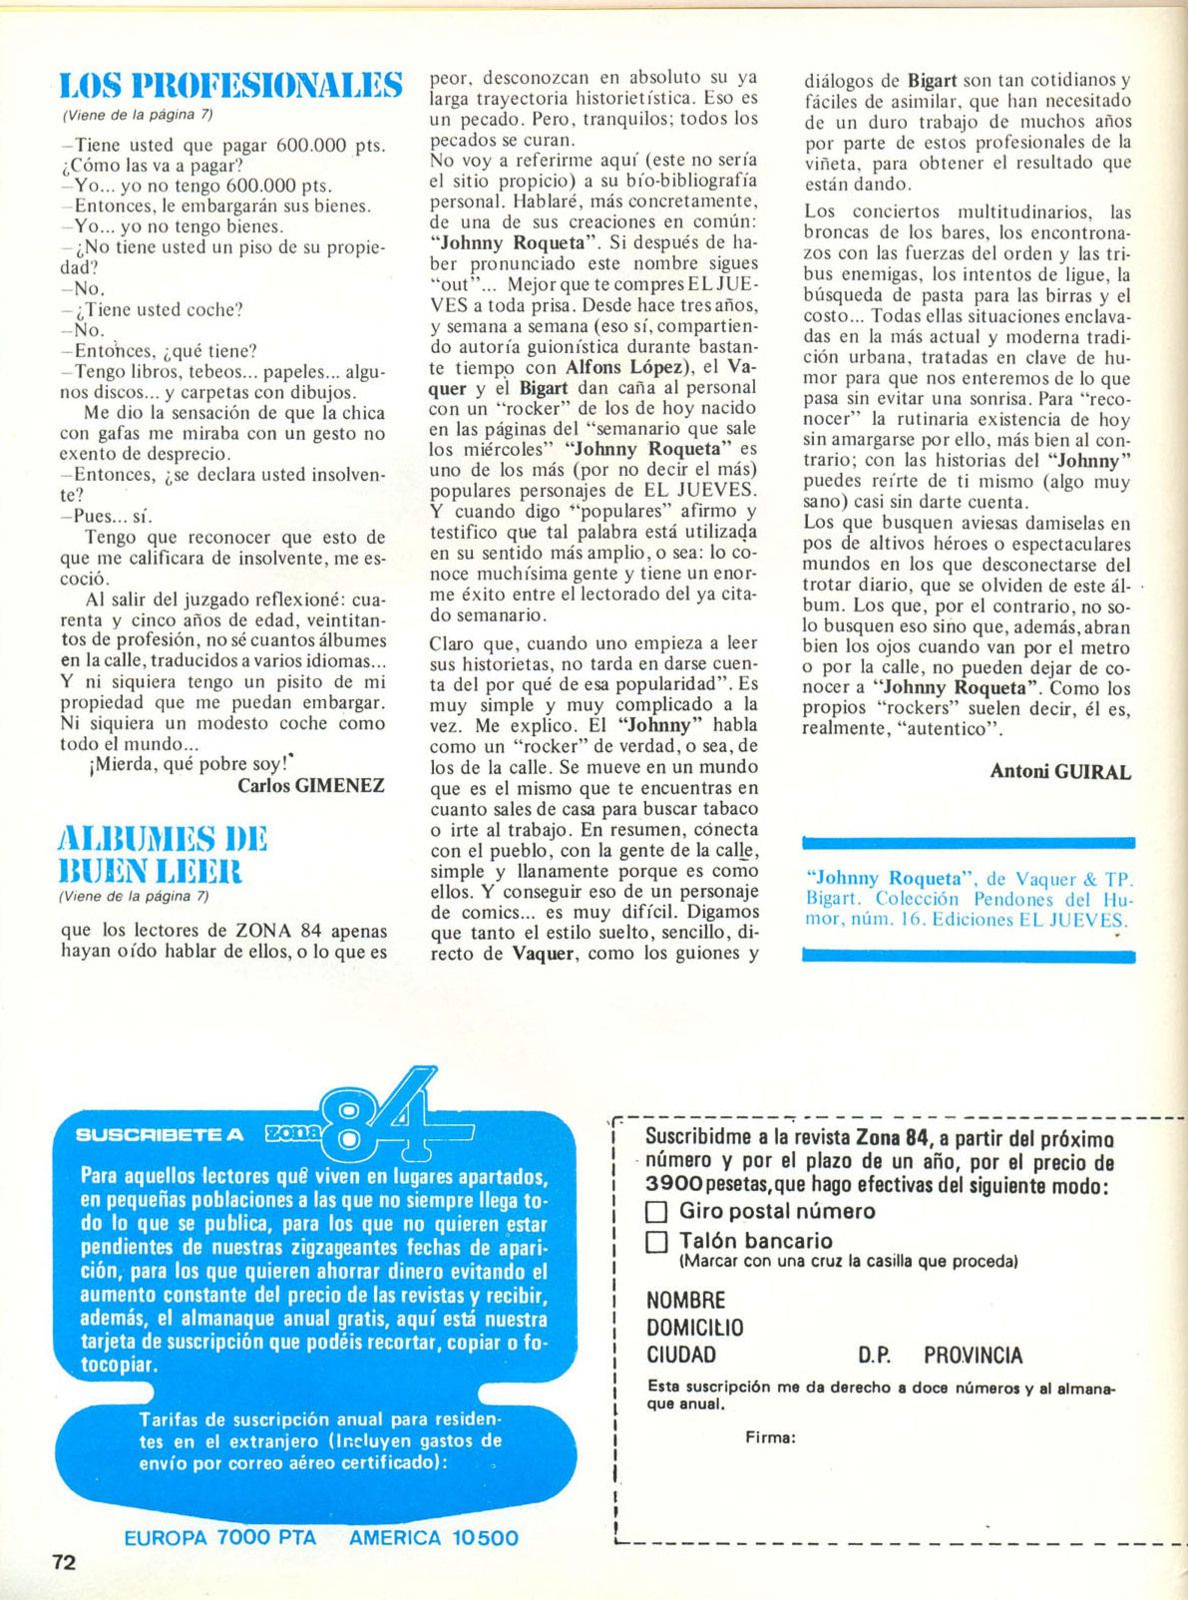 LOS PROFESIONALES
(Viene de la página 7)
—Tiene usted que pagar 600.000 pts.
¿Cómo las va a pagar?
—Yo... yo no tengo 600.000 pts.
—Entonces, le embargarán sus bienes.
—Yo... yo no tengo bienes.
—¿No tiene usted un piso de su propie-
dad?
—No.
—¿Tiene usted coche?
—No.
—Entonces, ¿qué tiene?
—Tengo libros, tebeos... papeles... algu-
nos discos... y carpetas con dibujos.
Me dio la sensación de que la chica
con gafas me miraba con un gesto no
exento de desprecio.
—Entonces, ¿se declara usted insolven-
te?
—Pues... sí.
Tengo que reconocer que esto de
que me calificara de insolvente, me es-
coció.
Al salir del juzgado reflexioné: cua-
renta y cinco años de edad, veintitan-
tos de profesión, no sé cuantos álbumes
en la calle, traducidos a varios idiomas...
Y ni siquiera tengo un pisito de mi
propiedad que me puedan embargar.
Ni siquiera un modesto coche como
todo el mundo...
¡Mierda, qué pobre soy!
Carlos GIMENEZ
ALBUMES DE
BUEN LEER
(Viene de la página 7)
que los lectores de ZONA 84 apenas
hayan oído hablar de ellos, o lo que es
peor, desconozcan en absoluto su ya
larga trayectoria historietística. Eso es
un pecado. Pero, tranquilos; todos los
pecados se curan.
No voy a referirme aquí (este no sería
el sitio propicio) a su bío-bibliografía
personal. Hablaré, más concretamente,
de una de sus creaciones en común:
"Johnny Roqueta". Si después de ha-
ber pronunciado este nombre sigues
"out"... Mejor que te compres EL JUE-
VES a toda prisa. Desde hace tres años,
y semana a semana (eso sí, compartien-
do autoría guionística durante bastan-
te tiempo con Alfons López), el Va-
quer y el Bigart dan caña al personal
con un "rocker" de los de hoy nacido
en las páginas del "semanario que sale
los miércoles" "Johnny Roqueta" es
uno de los más (por no decir el más)
populares personajes de EL JUEVES.
Y cuando digo "populares" afirmo y
testifico que tal palabra está utilizada
en su sentido más amplio, o sea: lo co-
noce muchísima gente y tiene un enor-
me éxito entre el lectorado del ya cita-
do semanario.
Claro que, cuando uno empieza a leer
sus historietas, no tarda en darse cuen-
ta del por qué de esa popularidad". Es
muy simple y muy complicado a la
vez. Me explico. El "Johnny" habla
como un "rocker" de verdad, o sea, de
los de la calle. Se mueve en un mundo
que es el mismo que te encuentras en
cuanto sales de casa para buscar tabaco
o irte al trabajo. En resumen, conecta
con el pueblo, con la gente de la calle,
simple y llanamente porque es como
ellos. Y conseguir eso de un personaje
de comics... es muy difícil. Digamos
que tanto el estilo suelto, sencillo, di-
recto de Vaquer, como los guiones y
diálogos de Bigart son tan cotidianos y
fáciles de asimilar, que han necesitado
de un duro trabajo de muchos años
por parte de estos profesionales de la
viñeta, para obtener el resultado que
están dando.
Los conciertos multitudinarios, las
broncas de los bares, los encontrona-
zos con las fuerzas del orden y las tri-
bus enemigas, los intentos de ligue, la
búsqueda de pasta para las birras y el
costo... Todas ellas situaciones enclava-
das en la más actual y moderna tradi-
ción urbana, tratadas en clave de hu-
mor para que nos enteremos de lo que
pasa sin evitar una sonrisa. Para "reco-
nocer" la rutinaria existencia de hoy
sin amargarse por ello, más bien al con-
trario; con las historias del "Johnny"
puedes reírte de ti mismo (algo muy
sano) casi sin darte cuenta.
Los que busquen aviesas damiselas en
pos de altivos héroes o espectaculares
mundos en los que desconectarse del
trotar diario, que se olviden de este ál-
bum. Los que, por el contrario, no so-
lo busquen eso sino que, además, abran
bien los ojos cuando van por el metro
o por la calle, no pueden dejar de co-
nocer a "Johnny Roqueta". Como los
propios "rockers" suelen decir, él es,
realmente, "autentico".
Antoni GUIRAL
"Johnny Roqueta", de Vaquer & TP.
Bigart. Colección Pendones del Hu-
mor, núm. 16. Ediciones EL JUEVES.
SUSCRIBETE A zona 84
Para aquellos lectores que viven en lugares apartados,
en pequeñas poblaciones a las que no siempre llega to-
do lo que se publica, para los que no quieren estar
pendientes de nuestras zigzageantes fechas de apari-
ción, para los que quieren ahorrar dinero evitando el
aumento constante del precio de las revistas y recibir,
además, el almanaque anual gratis, aquí está nuestra
tarjeta de suscripción que podéis recortar, copiar o fo-
tocopiar.
Tarifas de suscripción anual para residen-
tes en el extranjero (Incluyen gastos de
envío por correo aéreo certificado):
EUROPA 7000 PTA AMERICA 10500
Suscribidme a la revista Zona 84, a partir del próximo
número y por el plazo de un año, por el precio de
3900 pesetas, que hago efectivas del siguiente modo:
Giro postal número
Talón bancario
(Marcar con una cruz la casilla que proceda)
NOMBRE
DOMICILIO
CIUDAD D.P. PROVINCIA
Esta suscripción me da derecho a doce números y al almana-
que anual.
Firma:
72